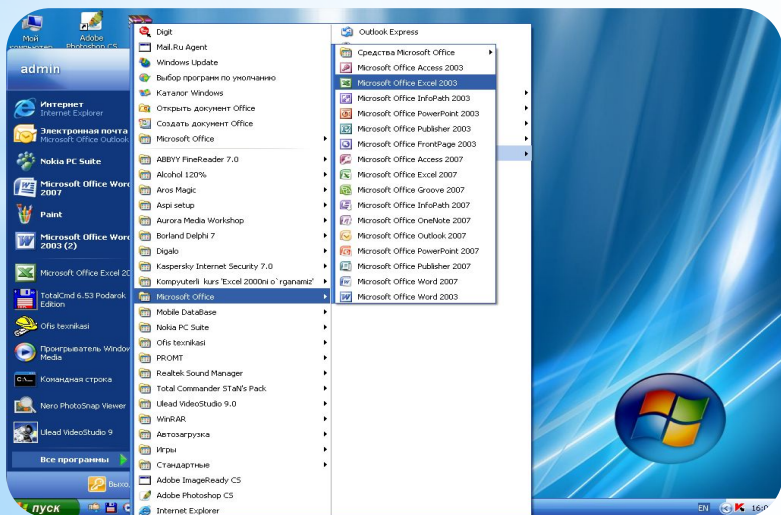 Мой
Adobe
Photoshop CS
admin
Интернет
Internet Explorer
Электронная почта
Microsoft Office Outlook
Nokia PC Suite
Microsoft Office Word
2007
Paint
Microsoft Office Word
2003 (2)
Microsoft Office Excel 20
TotalCmd 6.53 Podarok
Edition
Ofis texnikasi
Проигрыватель Window
Media
Командная строка
Nero PhotoSnap Viewer
Ulead VideoStudio 9
Все программы
Выхо
пуск
Digit
Mail.Ru Agent
Windows Update
Выбор программ по умолчанию
Каталог Windows
Открыть документ Office
Создать документ Office
Microsoft Office
ABBYY FineReader 7.0
Alcohol 120%
Aros Magic
Aspi setup
Aurora Media Workshop
Borland Delphi 7
Digalo
Kaspersky Internet Security 7.0
Kompyuterli kurs 'Excel 2000ni o`rganamiz'
Microsoft Office
Mobile DataBase
Nokia PC Suite
Ofis texnikasi
PROMT
Realtek Sound Manager
Total Commander STaN's Pack
Ulead VideoStudio 9.0
WinRAR
Автозагрузка
Игры
Стандартные
Adobe ImageReady CS
Adobe Photoshop CS
Internet Explorer
Outlook Express
Средства Microsoft Office
Microsoft Office Access 2003
Microsoft Office Excel 2003
Microsoft Office InfoPath 2003
Microsoft Office PowerPoint 2003
Microsoft Office Publisher 2003
Microsoft Office FrontPage 2003
Microsoft Office Access 2007
Microsoft Office Excel 2007
Microsoft Office Groove 2007
Microsoft Office InfoPath 2007
Microsoft Office OneNote 2007
Microsoft Office Outlook 2007
Microsoft Office PowerPoint 2007
Microsoft Office Publisher 2007
Microsoft Office Word 2007
Microsoft Office Word 2003
EN
16:0